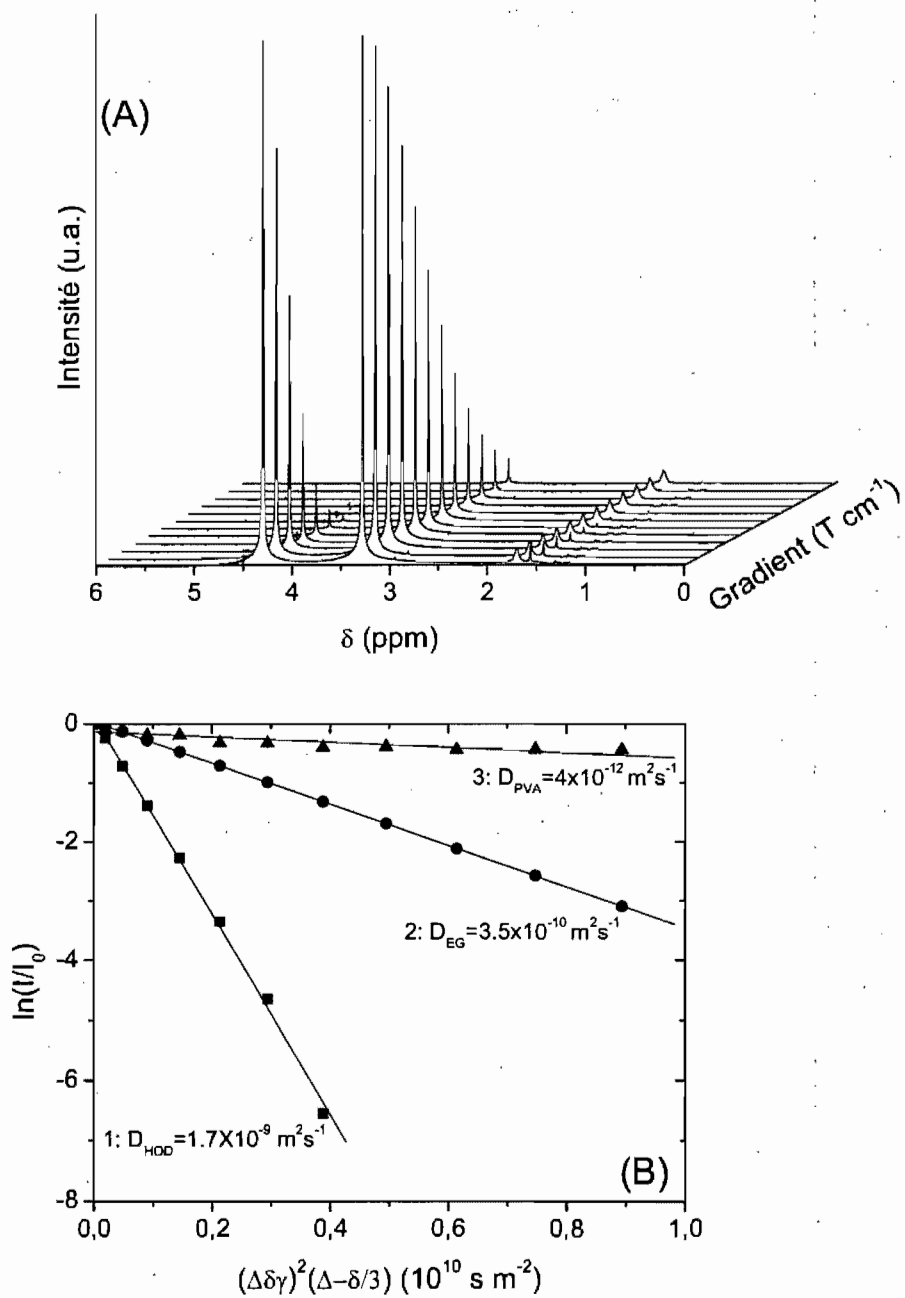 (A)
Intensité (u.a.)
6 5 4 3 2 1 0
δ (ppm)
Gradient (T cm⁻¹)
0
-2
-4
-6
-8
ln(I/I₀)
3: D_PVA=4x10⁻¹² m²s⁻¹
2: D_EG=3.5x10⁻¹⁰ m²s⁻¹
1: D_HOD=1.7X10⁻⁹ m²s⁻¹
(B)
0,0 0,2 0,4 0,6 0,8 1,0
(Δδγ)²(Δ-δ/3) (10¹⁰ s m⁻²)